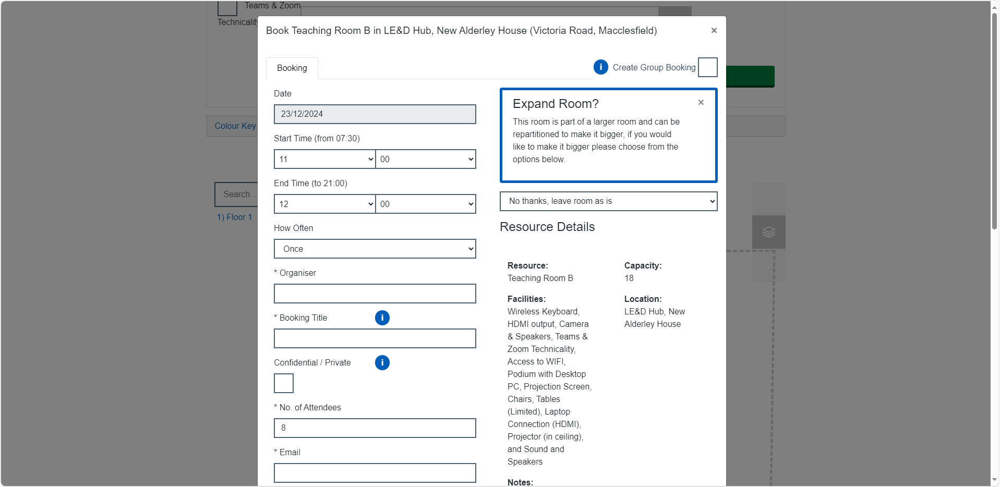 Teams & Zoom
Technicality
Book Teaching Room B in LE&D Hub, New Alderley House (Victoria Road, Macclesfield)
×
Booking
i
Create Group Booking
Date
23/12/2024
Start Time (from 07:30)
11
00
End Time (to 21:00)
12
00
How Often
Once
* Organiser
* Booking Title
i
Confidential / Private
i
* No. of Attendees
8
* Email
Expand Room?
×
This room is part of a larger room and can be
repartitioned to make it bigger, if you would
like to make it bigger please choose from the
options below.
No thanks, leave room as is
Resource Details
Resource:
Teaching Room B
Capacity:
18
Facilities:
Wireless Keyboard,
HDMI output, Camera
& Speakers, Teams &
Zoom Technicality,
Access to WIFI,
Podium with Desktop
PC, Projection Screen,
Chairs, Tables
(Limited), Laptop
Connection (HDMI),
Projector (in ceiling),
and Sound and
Speakers
Location:
LE&D Hub, New
Alderley House
Notes:
Colour Key
Search...
1) Floor 1